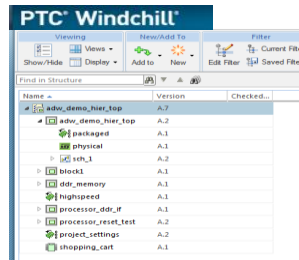 PTC® Windchill®
Viewing New/Add To Filter
Show/Hide Views Display Add to New Edit Filter Current Filt Saved Filte
Find in Structure
Name Version Checked...
adw_demo_hier_top A.7
adw_demo_hier_top A.2
packaged A.1
physical A.1
sch_1 A.2
block1 A.1
ddr_memory A.1
highspeed A.1
processor_ddr_if A.1
processor_reset_test A.2
project_settings A.2
shopping_cart A.1